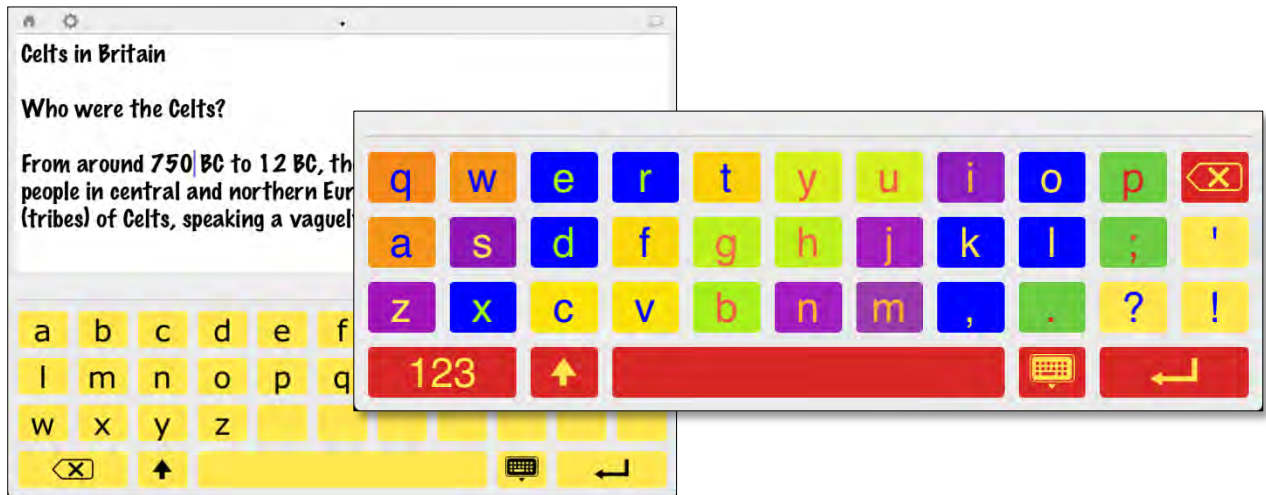 Celts in Britain
Who were the Celts?
From around 750 BC to 12 BC, th
people in central and northern Eur
(tribes) of Celts, speaking a vaguel
a b c d e f
l m n o p q
w x y z
q w e r t y u i o p
a s d f g h j k l ; '
z x c v b n m , . ? !
123